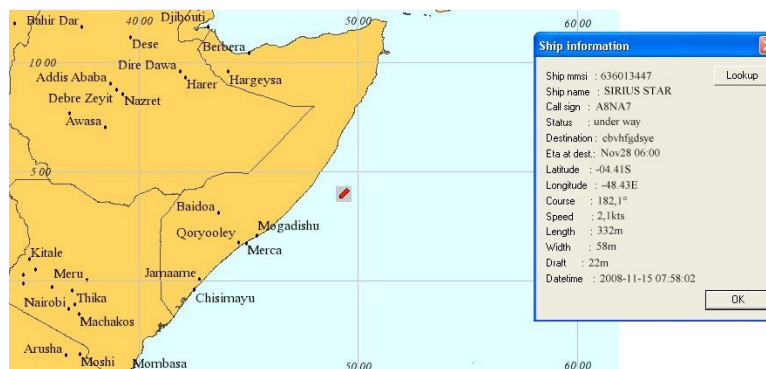 Bahir Dar
Djibouti
40 00
50 00
60 00
Dese
Berbera
10 00
Dire Dawa
Addis Ababa
Harer
Hargeysa
Debre Zeyit
Nazret
Awasa
5 00
Baidoa
Mogadishu
Qoryooley
Merca
Kitale
Meru
Jamaame
Nairobi
Thika
Chisimayu
Machakos
Arusha
Moshi
Mombasa
50 00
60 00
Ship information
Ship mmsi : 636013447
Lookup
Ship name : SIRIUS STAR
Call sign : A8NA7
Status : under way
Destination : cbvhfgdsye
Eta at dest.: Nov28 06:00
Latitude : -04.41S
Longitude : -48.43E
Course : 182,1°
Speed : 2,1kts
Length : 332m
Width : 58m
Draft : 22m
Datetime : 2008-11-15 07:58:02
OK